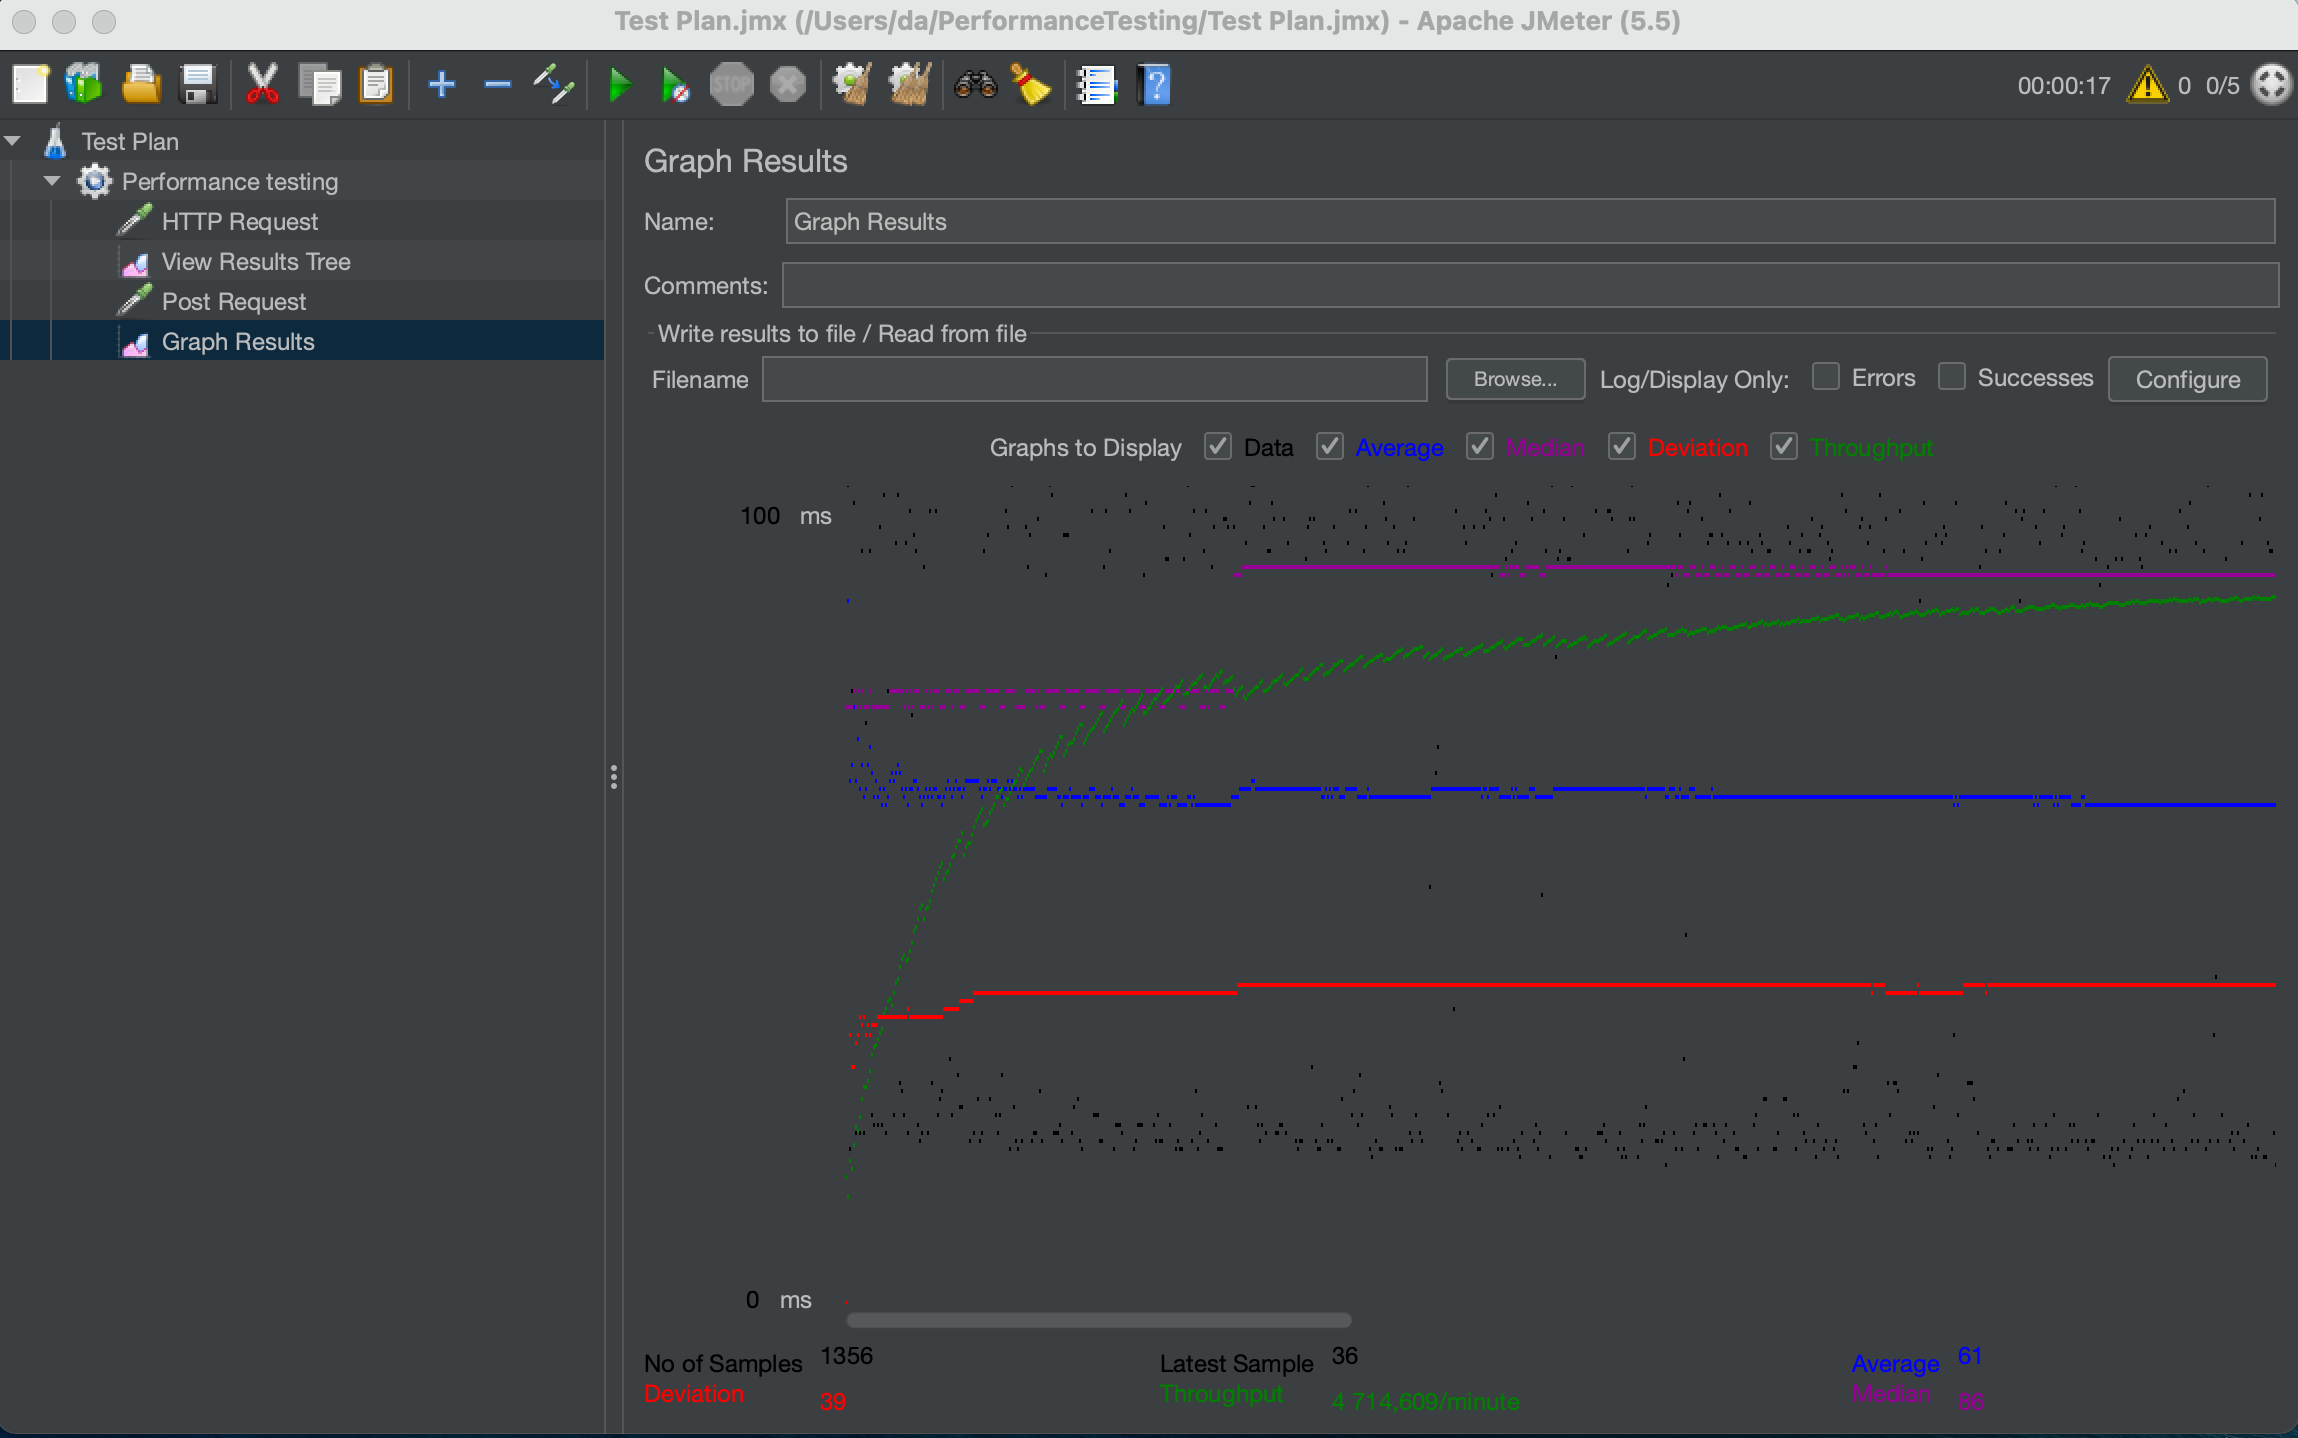 Test Plan.jmx (/Users/da/PerformanceTesting/Test Plan.jmx) - Apache JMeter (5.5)
STOP
00:00:17 0 0/5
Test Plan
Performance testing
HTTP Request
View Results Tree
Post Request
Graph Results
Graph Results
Name: Graph Results
Comments:
Write results to file / Read from file
Filename Browse... Log/Display Only: Errors Successes Configure
Graphs to Display Data Average Median Deviation Throughput
100 ms
0 ms
No of Samples 1356 Latest Sample 36 Average 61
Deviation 39 Throughput 4 714,609/minute Median 86